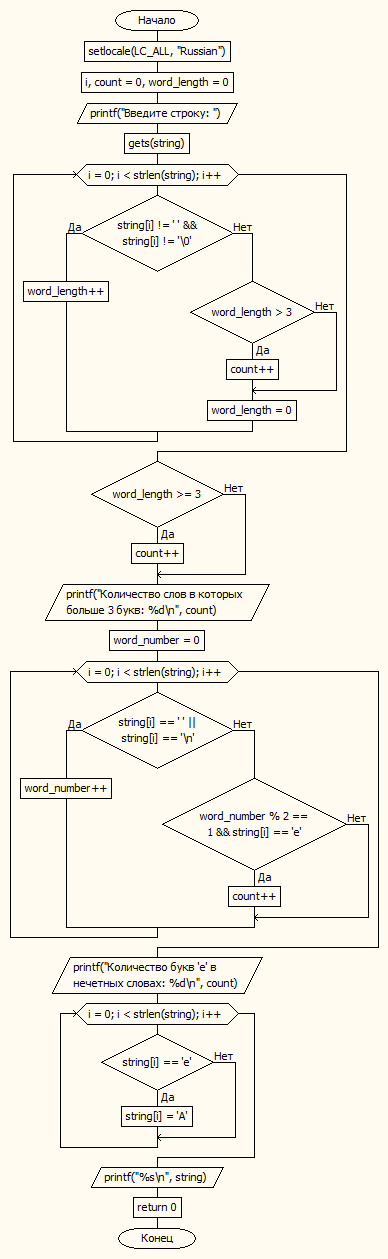 Начало
setlocale(LC_ALL, "Russian")
i, count = 0, word_length = 0
printf("Введите строку: ")
gets(string)
i = 0; i < strlen(string); i++
Да
string[i] != ' ' &&
string[i] != '\0'
Нет
word_length++
word_length > 3
Нет
Да
count++
word_length = 0
word_length >= 3
Нет
Да
count++
printf("Количество слов в которых
больше 3 букв: %d\n", count)
word_number = 0
i = 0; i < strlen(string); i++
Да
string[i] == ' ' ||
string[i] == '\n'
Нет
word_number++
word_number % 2 ==
1 && string[i] == 'e'
Нет
Да
count++
printf("Количество букв 'e' в
нечетных словах: %d\n", count)
i = 0; i < strlen(string); i++
string[i] == 'e'
Нет
Да
string[i] = 'A'
printf("%s\n", string)
return 0
Конец